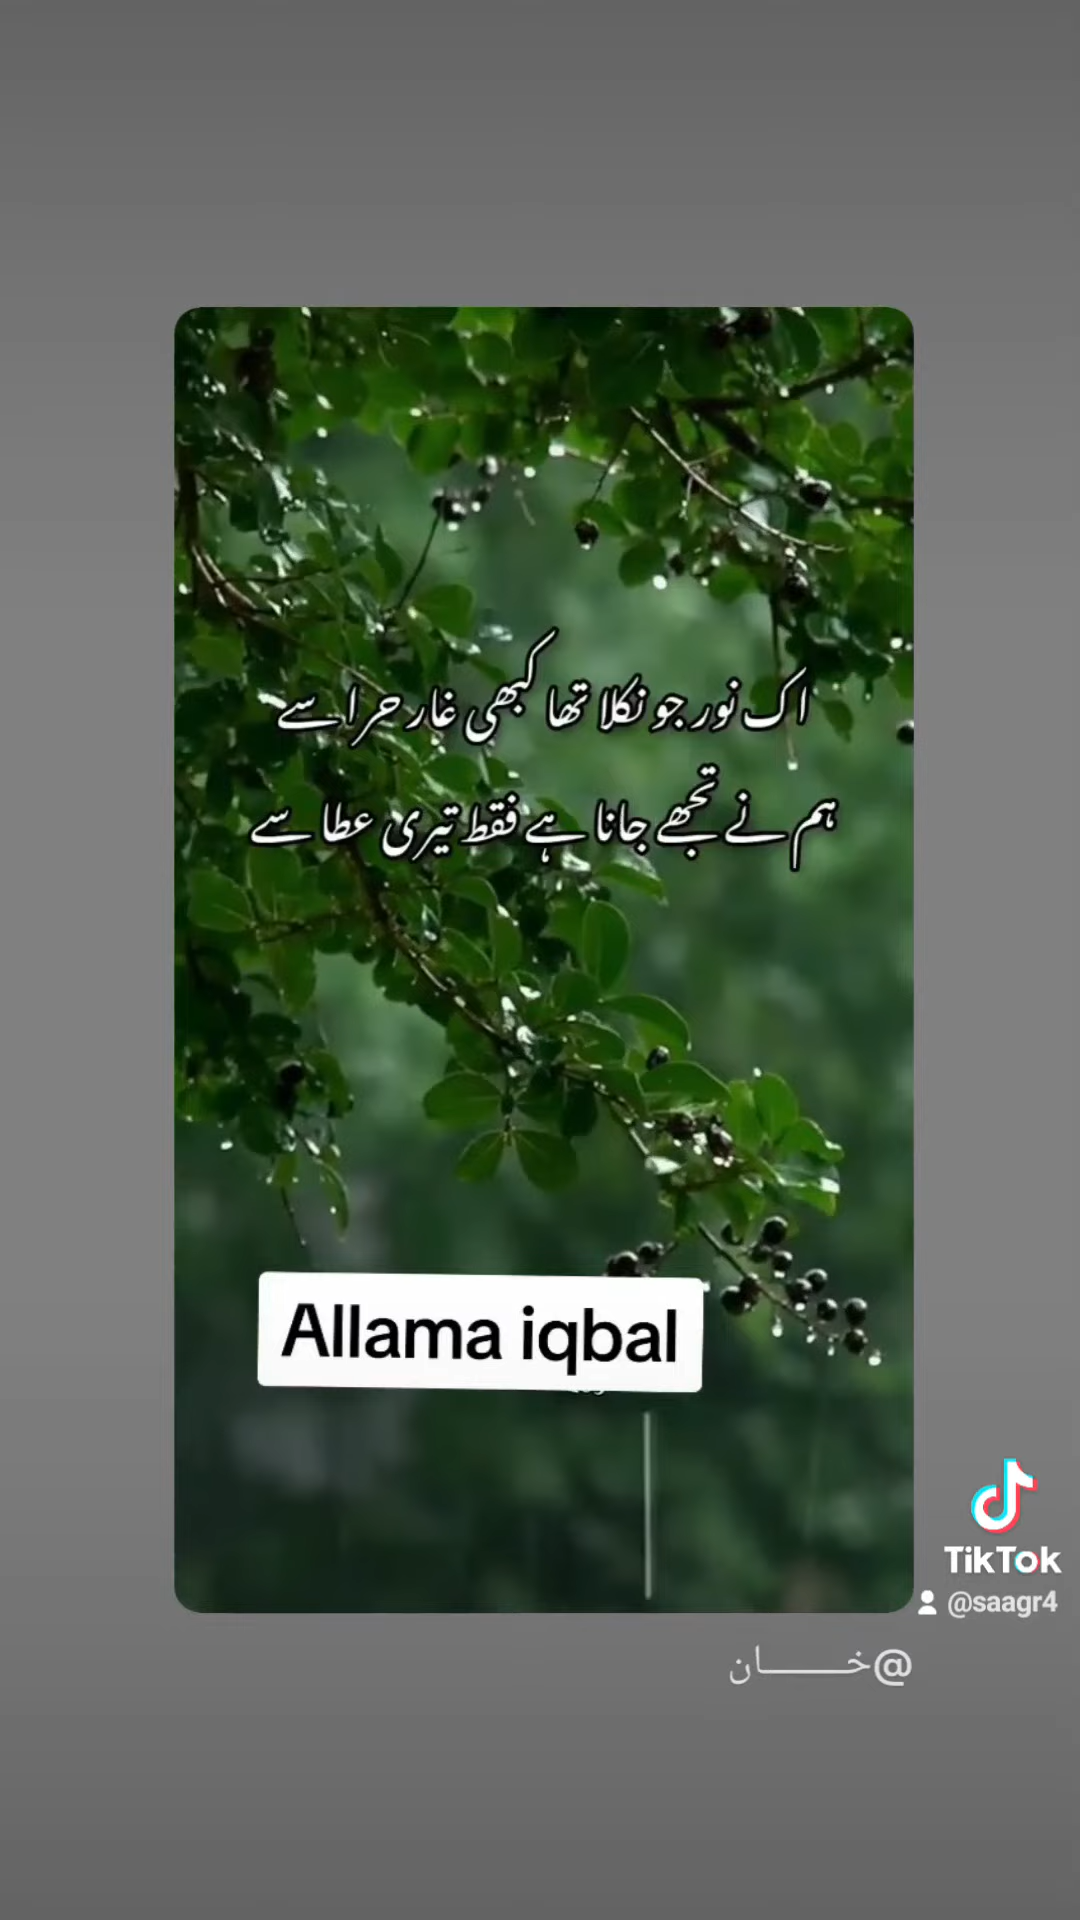 اک نور جو نکلا تھا کبھی غار حرا سے
ہم نے تجھے جانا ہے فقط تیری عطا سے
Allama iqbal
TikTok
@saagr4
@خـــــان